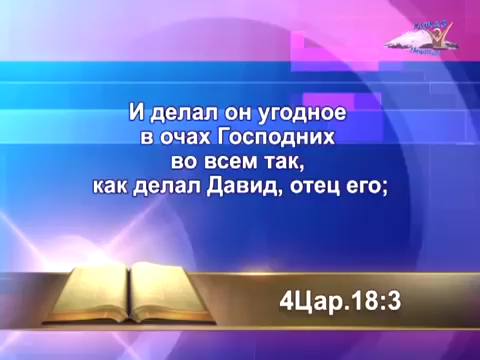 И делал он угодное
в очах Господних
во всем так,
как делал Давид, отец его;
4Цар.18:3